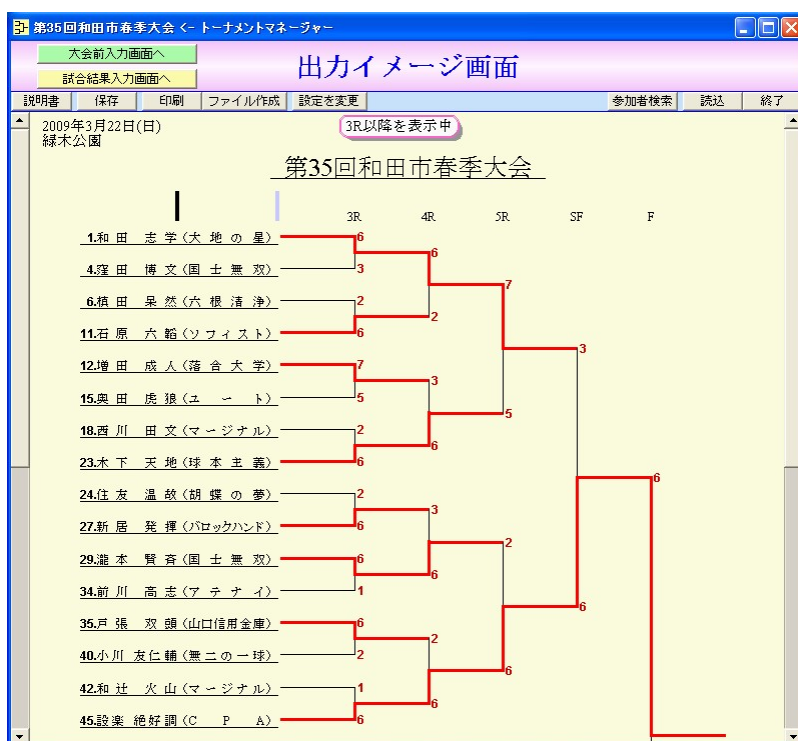 第35回和田市春季大会 <- トーナメントマネージャー
大会前入力画面へ
試合結果入力画面へ
出力イメージ画面
説明書 保存 印刷 ファイル作成 設定を変更 参加者検索 読込 終了
2009年3月22日(日)
緑木公園
3R以降を表示中
第35回和田市春季大会
3R 4R 5R SF F
1.和田 志学(大地の星) 6
6
4.窪田 博文(国士無双) 3
7
6.槙田 呆然(六根清浄) 2
2
11.石原 六韜(ソフィスト) 6
3
12.増田 成人(落合大学) 7
3
15.奥田 虎狼(ユート) 5
5
18.西川 田文(マージナル) 2
6
23.木下 天地(球本主義) 6
6
24.住友 温故(胡蝶の夢) 2
3
27.新居 発揮(バロックハンド) 6
2
29.瀧本 賢斉(国士無双) 6
6
34.前川 高志(アテナイ) 1
6
35.戸張 双頭(山口信用金庫) 6
2
40.小川 友仁輔(無二の一球) 2
6
42.和辻 火山(マージナル) 1
6
45.設楽 絶好調(CPA) 6